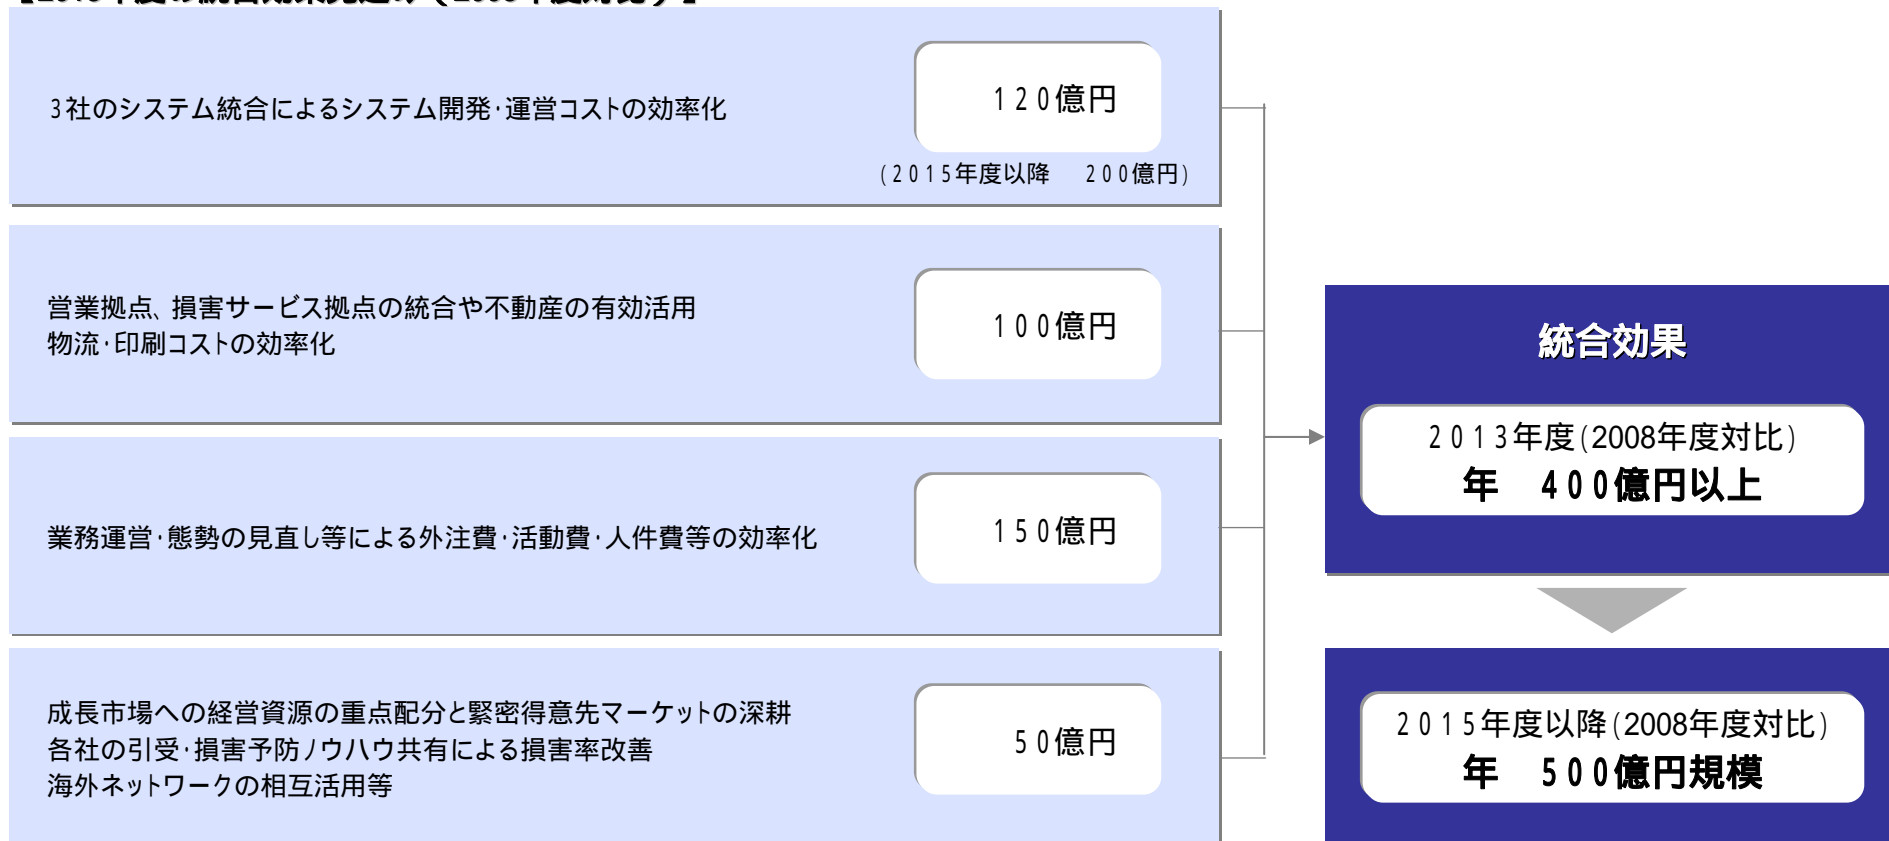 3社のシステム統合によるシステム開発・運営コストの効率化
120億円
(2015年度以降　200億円)
営業拠点、損害サービス拠点の統合や不動産の有効活用
物流・印刷コストの効率化
100億円
業務運営・態勢の見直し等による外注費・活動費・人件費等の効率化
150億円
成長市場への経営資源の重点配分と緊密得意先マーケットの深耕
各社の引受・損害予防ノウハウ共有による損害率改善
海外ネットワークの相互活用等
50億円
統合効果
2013年度(2008年度対比)
年　400億円以上
2015年度以降(2008年度対比)
年　500億円規模